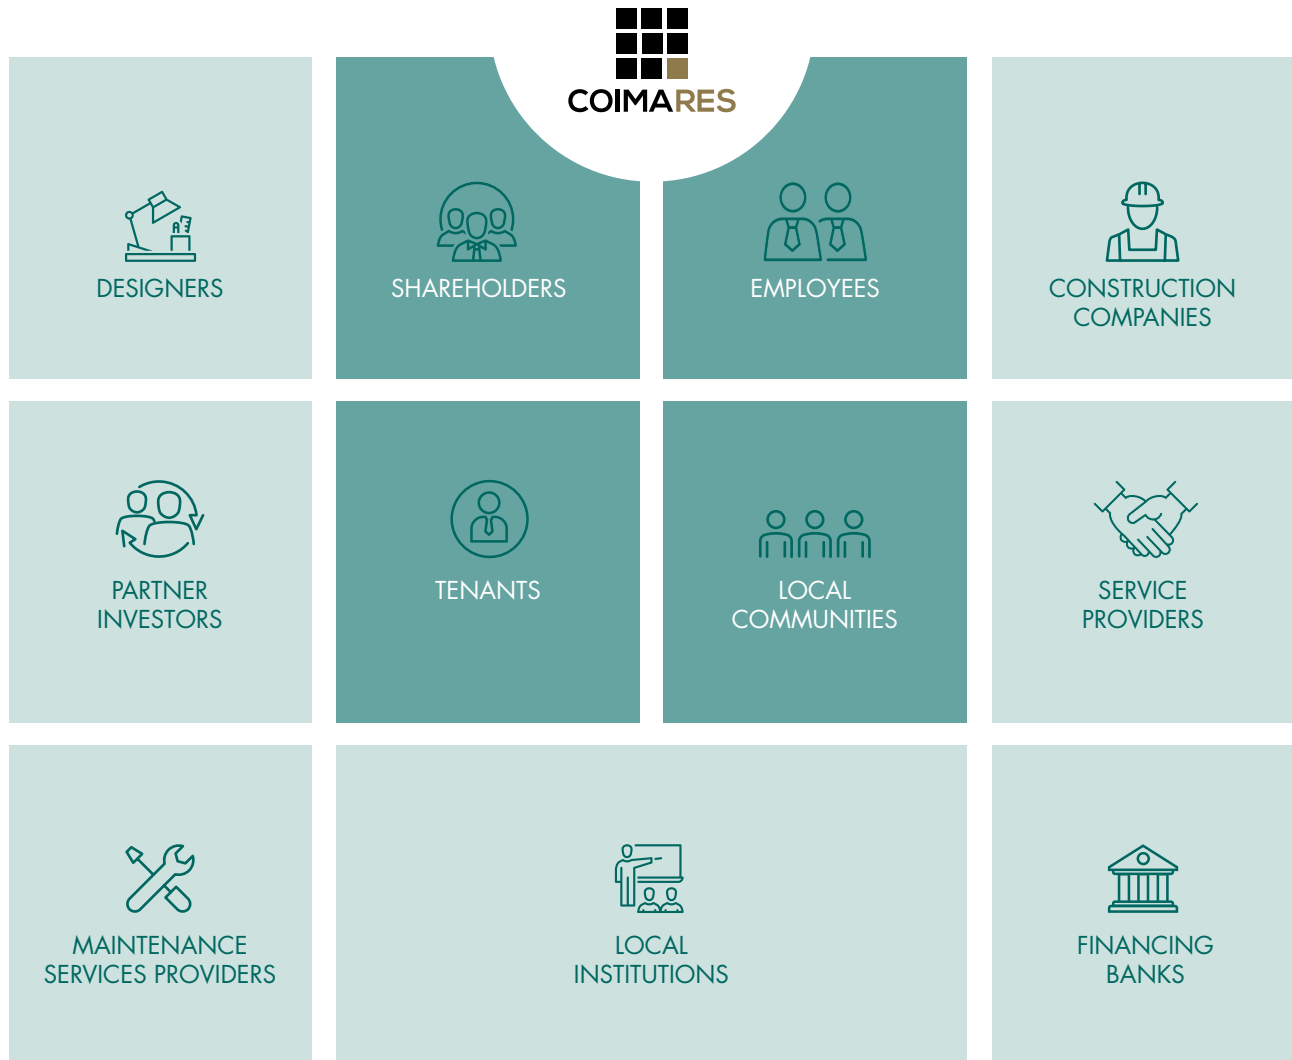 COIMARES
DESIGNERS
SHAREHOLDERS
EMPLOYEES
CONSTRUCTION
COMPANIES
PARTNER
INVESTORS
TENANTS
LOCAL
COMMUNITIES
SERVICE
PROVIDERS
MAINTENANCE
SERVICES PROVIDERS
LOCAL
INSTITUTIONS
FINANCING
BANKS